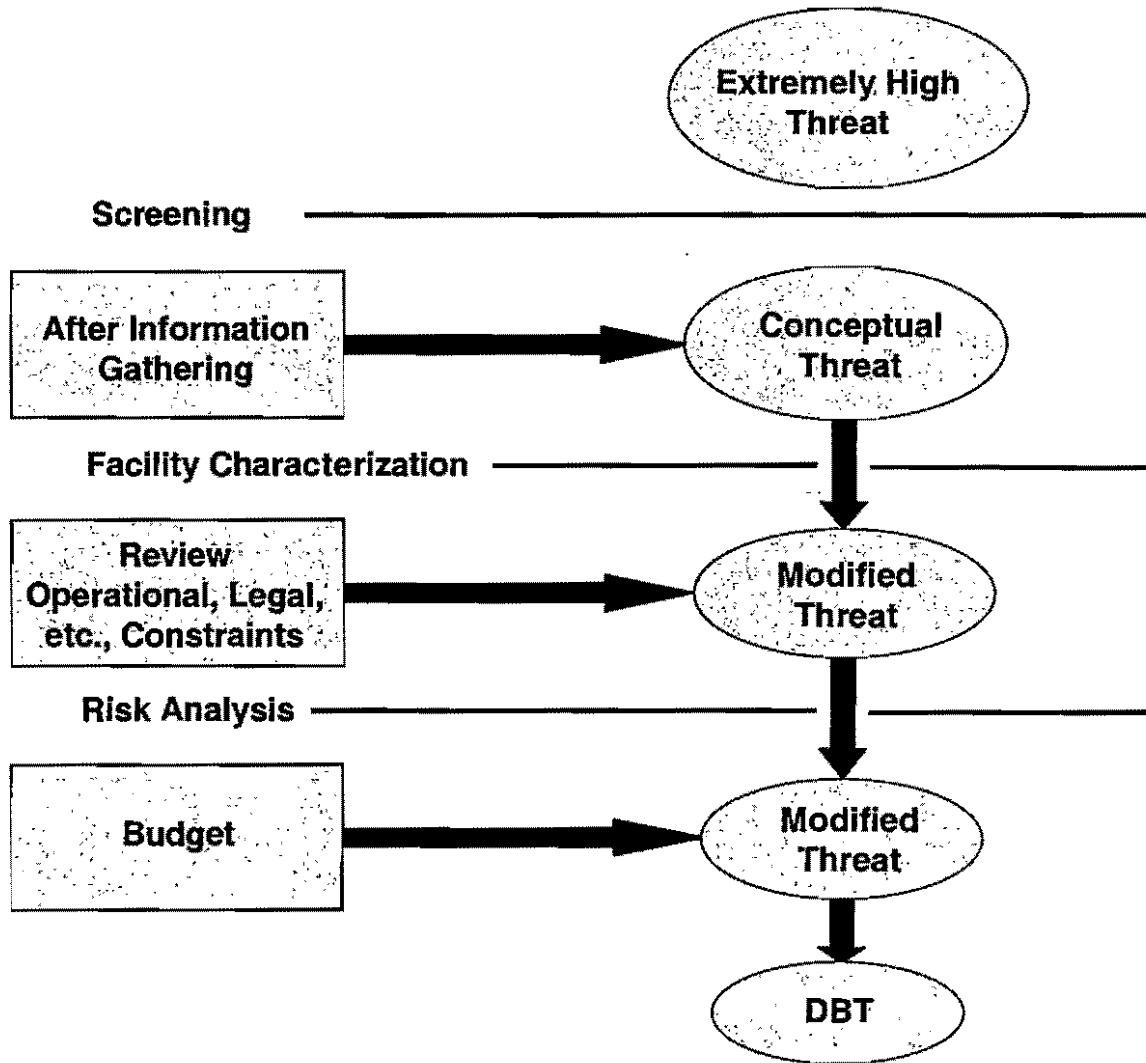 Extremely High
Threat
Screening
After Information
Gathering
Conceptual
Threat
Facility Characterization
Review
Operational, Legal,
etc., Constraints
Modified
Threat
Risk Analysis
Budget
Modified
Threat
DBT